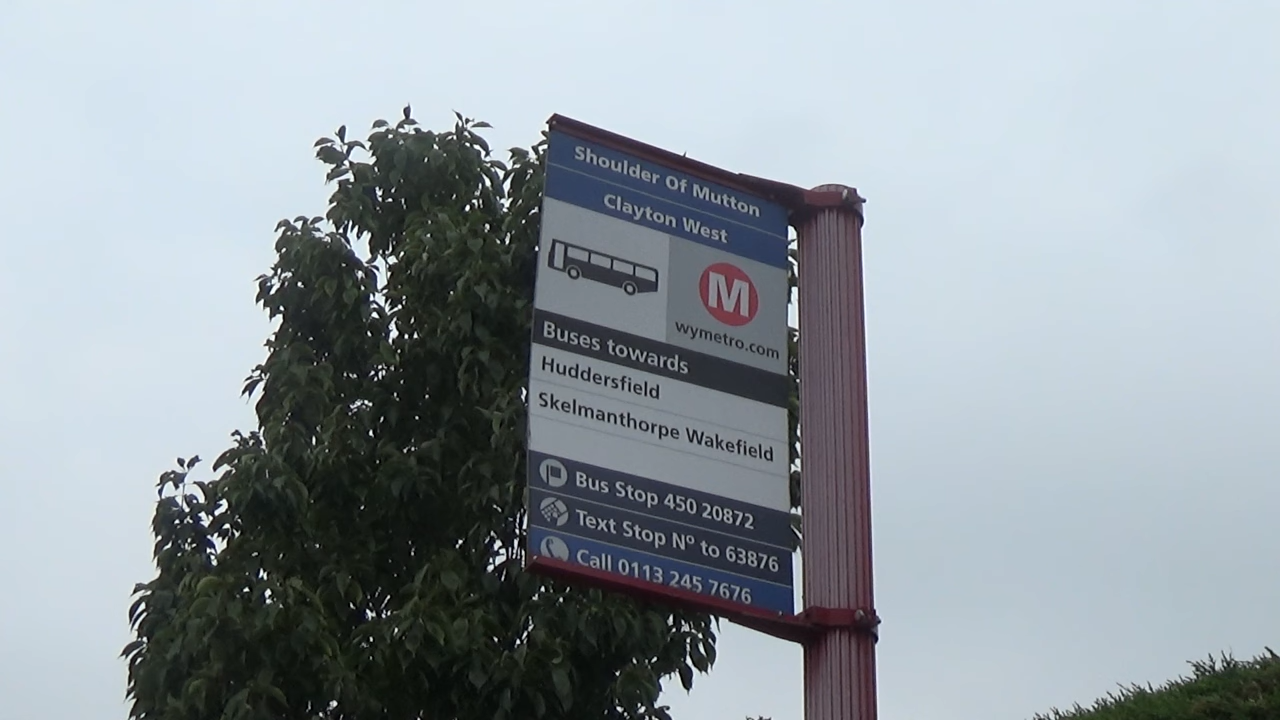 Shoulder Of Mutton
Clayton West
M
wymetro.com
Buses towards
Huddersfield
Skelmanthorpe Wakefield
Bus Stop 450 20872
Text Stop Nº to 63876
Call 0113 245 7676